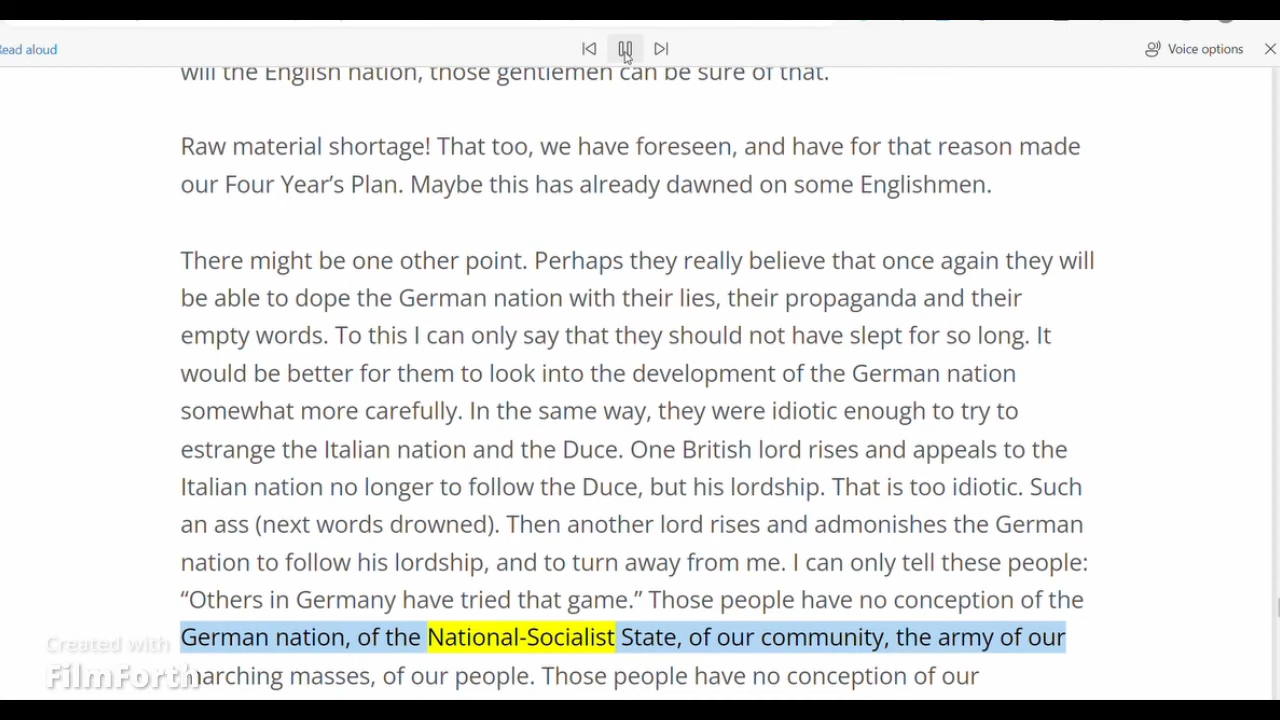 Read aloud
Voice options
will the English nation, those gentlemen can be sure of that.
Raw material shortage! That too, we have foreseen, and have for that reason made
our Four Year’s Plan. Maybe this has already dawned on some Englishmen.
There might be one other point. Perhaps they really believe that once again they will
be able to dope the German nation with their lies, their propaganda and their
empty words. To this I can only say that they should not have slept for so long. It
would be better for them to look into the development of the German nation
somewhat more carefully. In the same way, they were idiotic enough to try to
estrange the Italian nation and the Duce. One British lord rises and appeals to the
Italian nation no longer to follow the Duce, but his lordship. That is too idiotic. Such
an ass (next words drowned). Then another lord rises and admonishes the German
nation to follow his lordship, and to turn away from me. I can only tell these people:
“Others in Germany have tried that game.” Those people have no conception of the
German nation, of the National-Socialist State, of our community, the army of our
marching masses, of our people. Those people have no conception of our
Created with
FilmForth